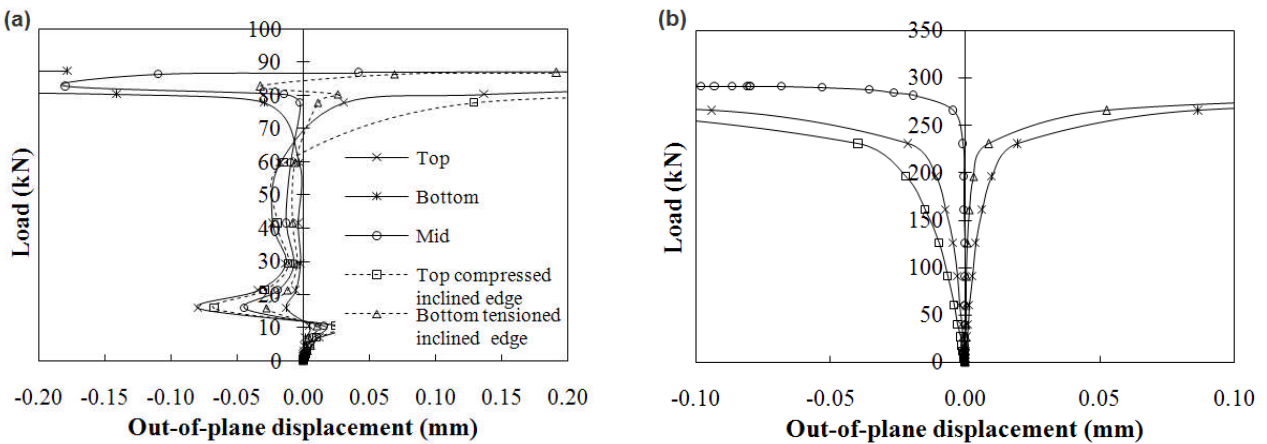 (a)
100
90
80
70
60
50
40
30
20
10
0
Load (kN)
Top
Bottom
Mid
Top compressed
inclined edge
Bottom tensioned
inclined edge
-0.20 -0.15 -0.10 -0.05 0.00 0.05 0.10 0.15 0.20
Out-of-plane displacement (mm)
(b)
350
300
250
200
150
100
50
0
Load (kN)
-0.10 -0.05 0.00 0.05 0.10
Out-of-plane displacement (mm)